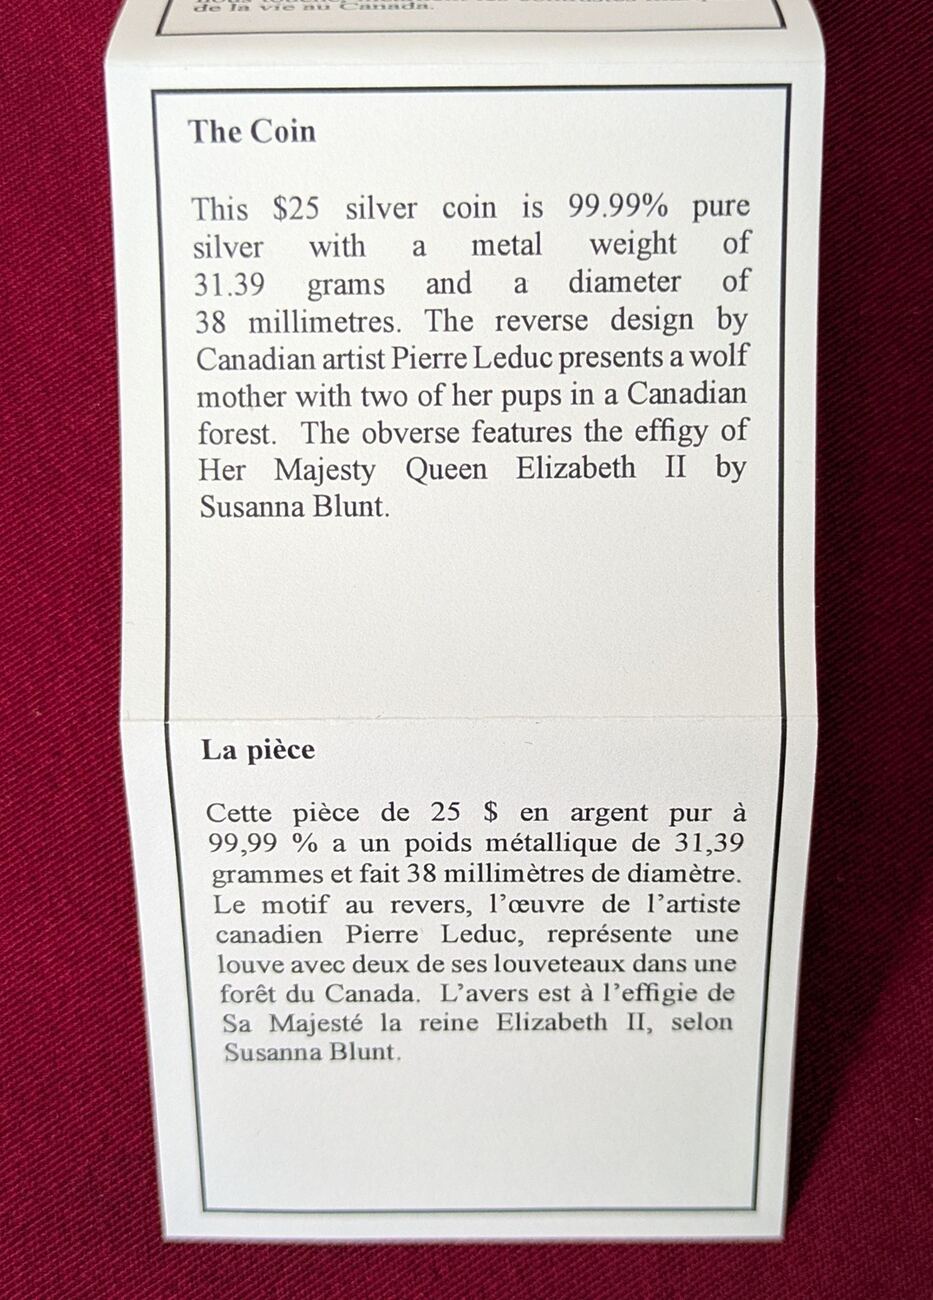 de la vie au Canada.
The Coin
This $25 silver coin is 99.99% pure
silver with a metal weight of
31.39 grams and a diameter of
38 millimetres. The reverse design by
Canadian artist Pierre Leduc presents a wolf
mother with two of her pups in a Canadian
forest. The obverse features the effigy of
Her Majesty Queen Elizabeth II by
Susanna Blunt.
La pièce
Cette pièce de 25 $ en argent pur à
99,99 % a un poids métallique de 31,39
grammes et fait 38 millimètres de diamètre.
Le motif au revers, l’œuvre de l’artiste
canadien Pierre Leduc, représente une
louve avec deux de ses louveteaux dans une
forêt du Canada. L’avers est à l’effigie de
Sa Majesté la reine Elizabeth II, selon
Susanna Blunt.